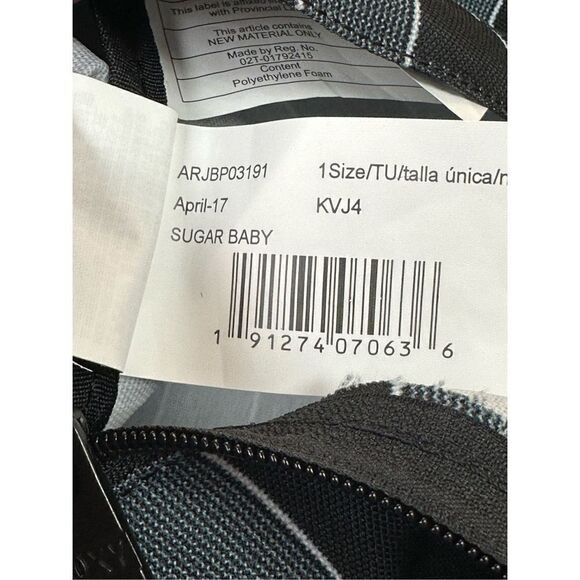 This label is affixed
with Provincial
This article contains
NEW MATERIAL ONLY
Made by Reg. No.
02T-01792415
Content
Polyethylene Foam
ARJBP03191 1Size/TU/talla única/
April-17 KVJ4
SUGAR BABY
1 91274 07063 6